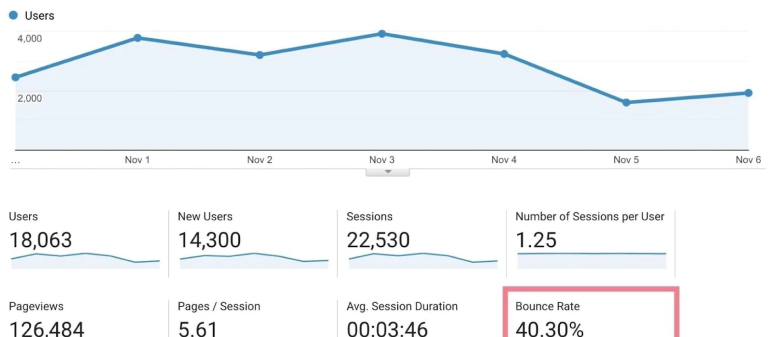 Users
4,000
2,000
... Nov 1 Nov 2 Nov 3 Nov 4 Nov 5 Nov 6
Users New Users Sessions Number of Sessions per User
18,063 14,300 22,530 1.25
Pageviews Pages / Session Avg. Session Duration Bounce Rate
126,484 5.61 00:03:46 40.30%